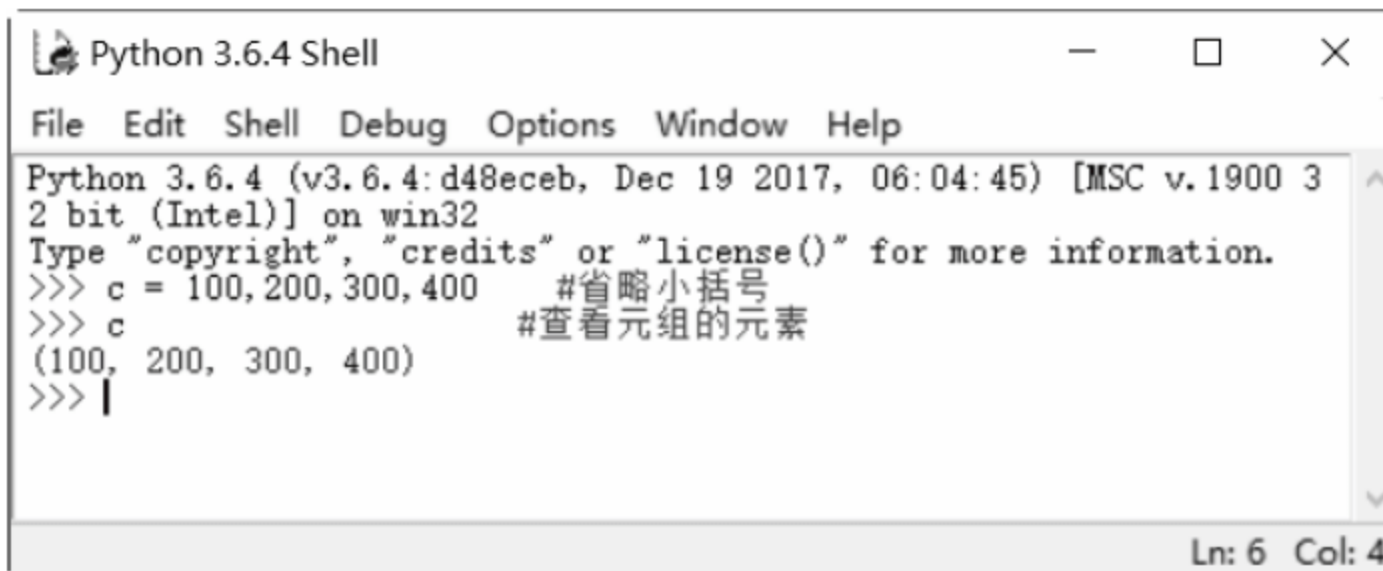 Python 3.6.4 Shell
File Edit Shell Debug Options Window Help
Python 3.6.4 (v3.6.4:d48eceb, Dec 19 2017, 06:04:45) [MSC v.1900 3
2 bit (Intel)] on win32
Type "copyright", "credits" or "license()" for more information.
>>> c = 100,200,300,400    #省略小括号
>>> c                    #查看元组的元素
(100, 200, 300, 400)
>>>
Ln: 6 Col: 4